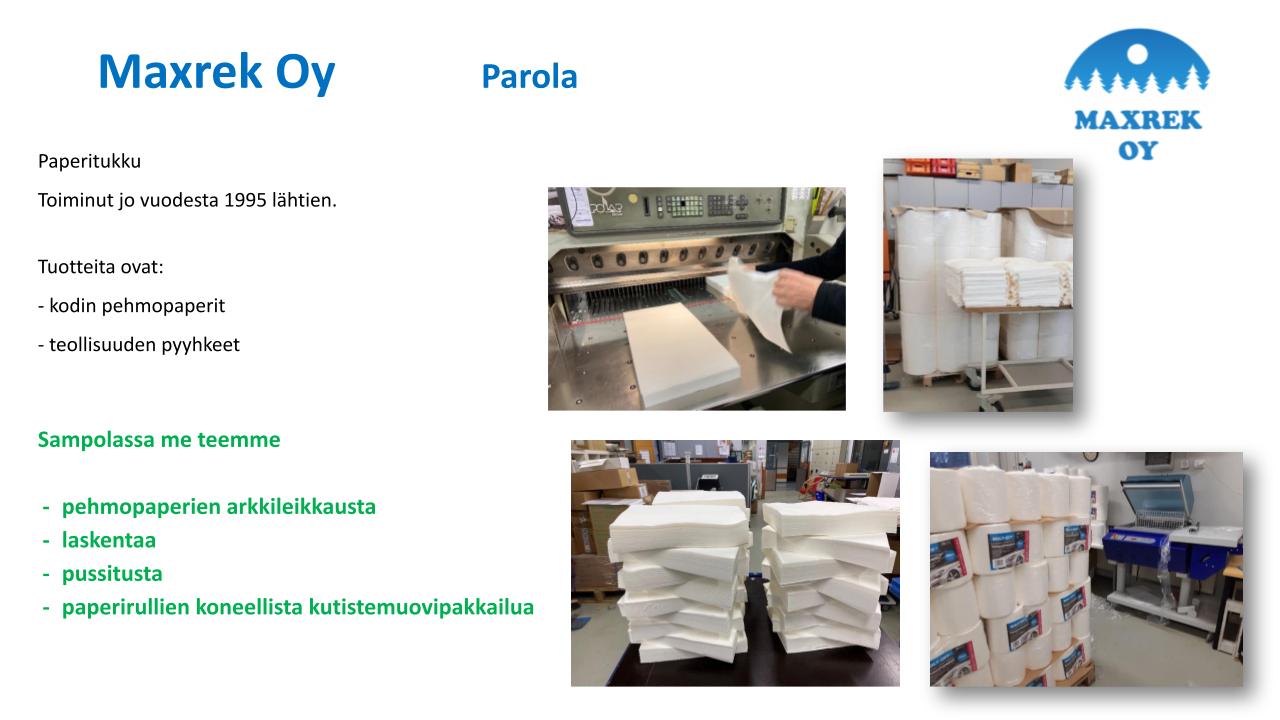 Maxrek Oy
Parola
MAXREK
OY
Paperitukku
Toiminut jo vuodesta 1995 lähtien.
Tuotteita ovat:
- kodin pehmopaperit
- teollisuuden pyyhkeet
Sampolassa me teemme
- pehmopaperien arkkileikkausta
- laskentaa
- pussitusta
- paperirullien koneellista kutistemuovipakkailua